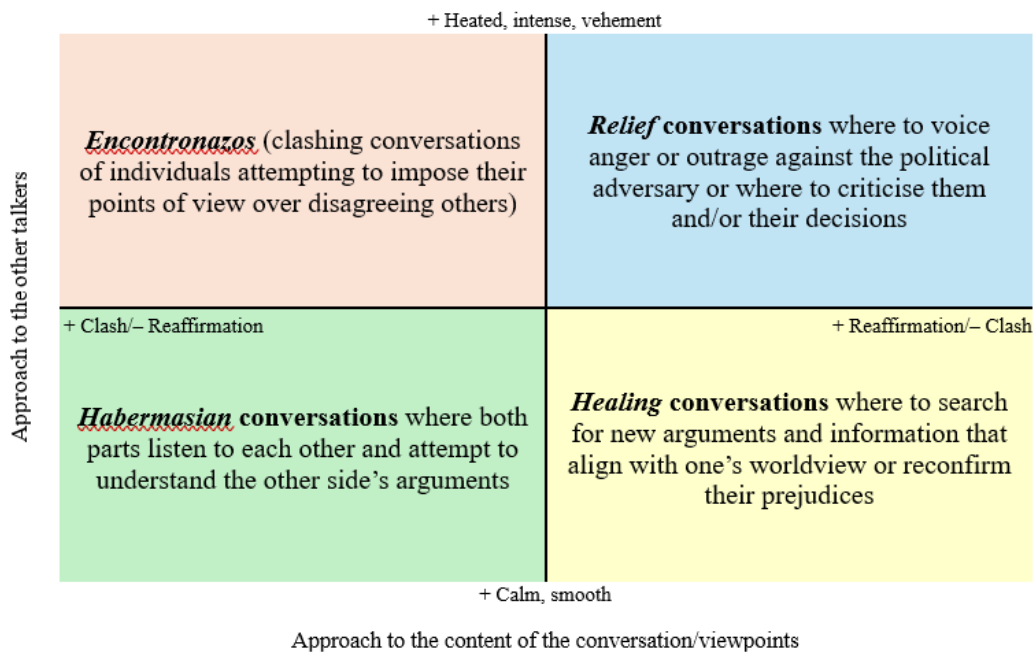 + Heated, intense, vehement
Encontronazos (clashing conversations
of individuals attempting to impose their
points of view over disagreeing others)
Relief conversations where to voice
anger or outrage against the political
adversary or where to criticise them
and/or their decisions
Approach to the other talkers
+ Clash/– Reaffirmation
+ Reaffirmation/– Clash
Habermasian conversations where both
parts listen to each other and attempt to
understand the other side’s arguments
Healing conversations where to search
for new arguments and information that
align with one’s worldview or reconfirm
their prejudices
+ Calm, smooth
Approach to the content of the conversation/viewpoints